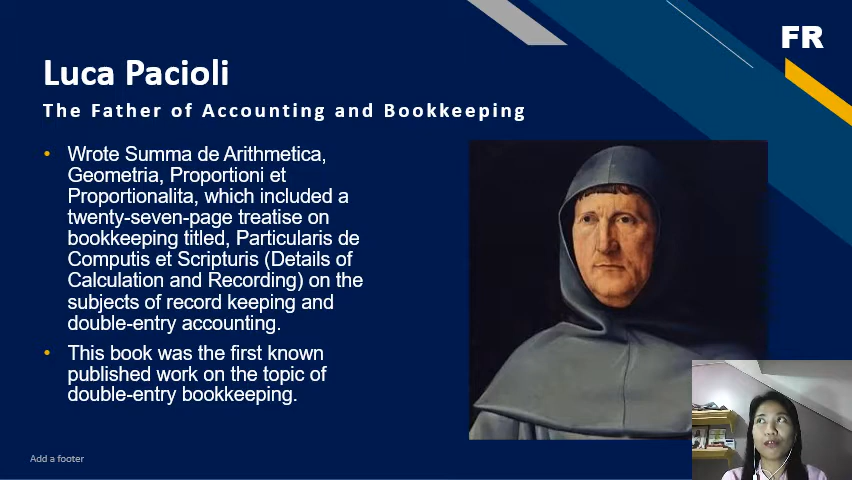 FR
Luca Pacioli
The Father of Accounting and Bookkeeping
• Wrote Summa de Arithmetica,
Geometria, Proportioni et
Proportionalita, which included a
twenty-seven-page treatise on
bookkeeping titled, Particularis de
Computis et Scripturis (Details of
Calculation and Recording) on the
subjects of record keeping and
double-entry accounting.
• This book was the first known
published work on the topic of
double-entry bookkeeping.
Add a footer